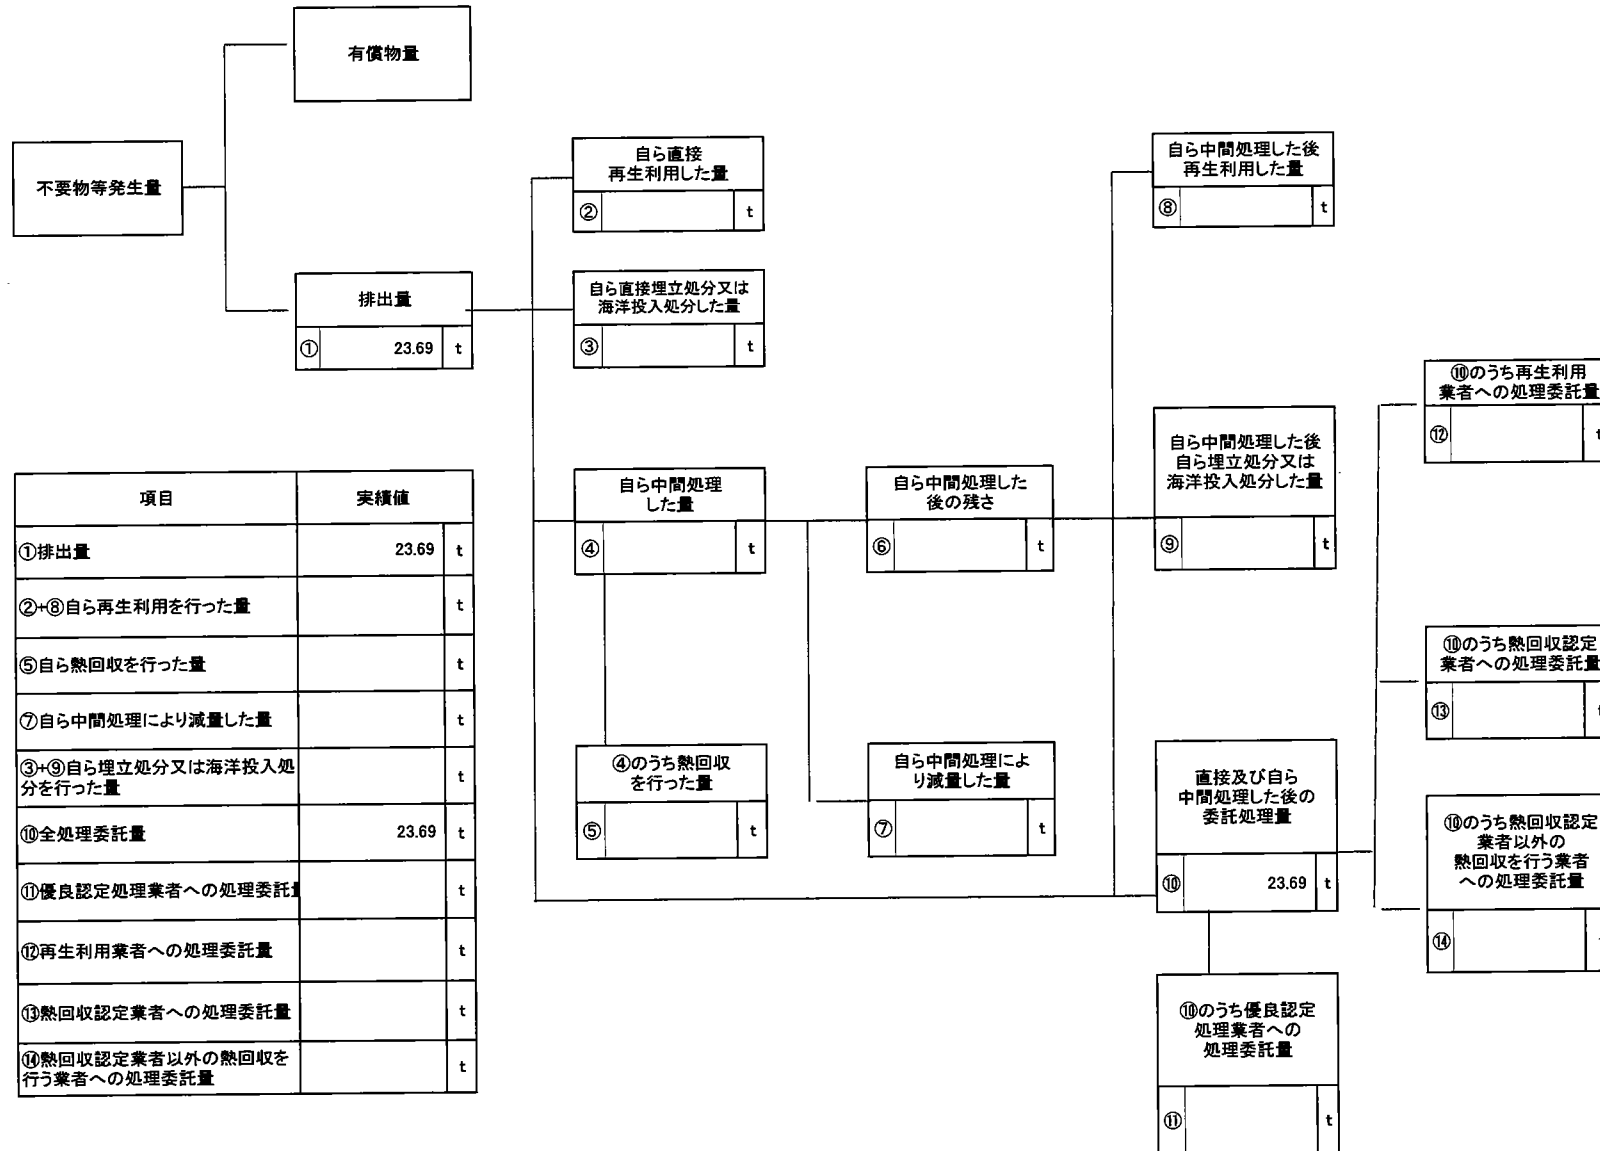 有償物量
不要物等発生量
排出量
① 23.69 t
自ら直接
再生利用した量
② t
自ら直接埋立処分又は
海洋投入処分した量
③ t
自ら中間処理
した量
④ t
④のうち熱回収
を行った量
⑤ t
自ら中間処理した
後の残さ
⑥ t
自ら中間処理によ
り減量した量
⑦ t
自ら中間処理した後
再生利用した量
⑧ t
自ら中間処理した後
自ら埋立処分又は
海洋投入処分した量
⑨ t
直接及び自ら
中間処理した後の
委託処理量
⑩ 23.69 t
⑩のうち優良認定
処理業者への
処理委託量
⑪ t
⑩のうち再生利用
業者への処理委託量
⑫ t
⑩のうち熱回収認定
業者への処理委託量
⑬ t
⑩のうち熱回収認定
業者以外の
熱回収を行う業者
への処理委託量
⑭
項目 実績値
①排出量 23.69 t
②+⑧自ら再生利用を行った量 t
⑤自ら熱回収を行った量 t
⑦自ら中間処理により減量した量 t
③+⑨自ら埋立処分又は海洋投入処
分を行った量 t
⑩全処理委託量 23.69 t
⑪優良認定処理業者への処理委託量 t
⑫再生利用業者への処理委託量 t
⑬熱回収認定業者への処理委託量 t
⑭熱回収認定業者以外の熱回収を
行う業者への処理委託量 t